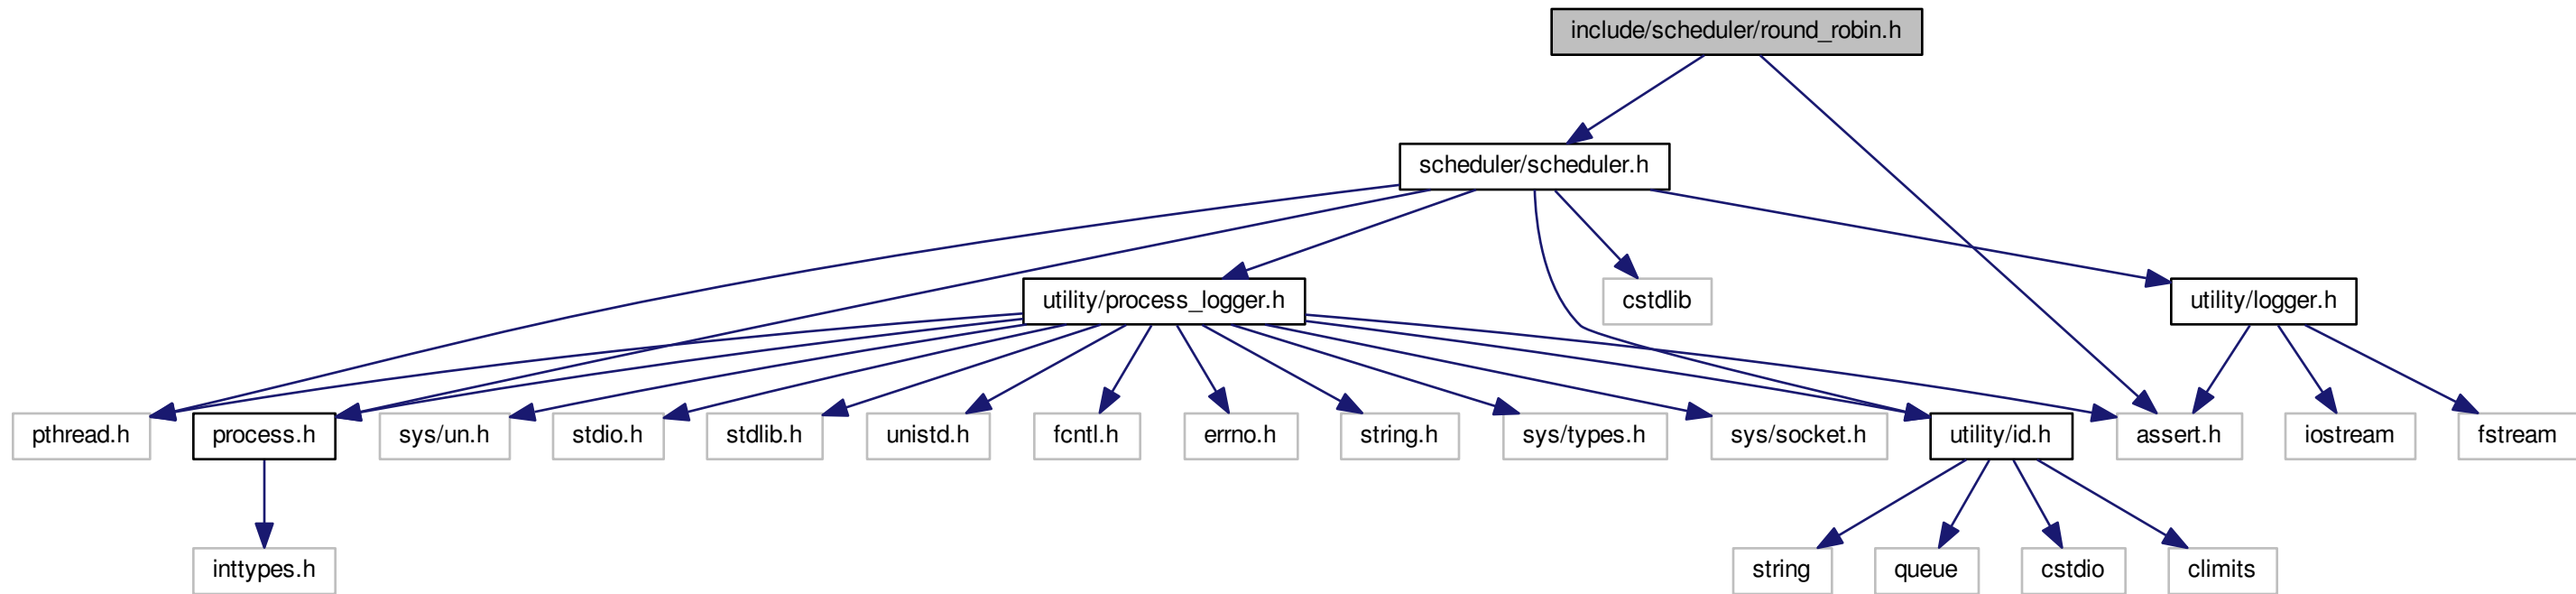 include/scheduler/round_robin.h
scheduler/scheduler.h
utility/process_logger.h
cstdlib
utility/logger.h
pthread.h
process.h
sys/un.h
stdio.h
stdlib.h
unistd.h
fcntl.h
errno.h
string.h
sys/types.h
sys/socket.h
utility/id.h
assert.h
iostream
fstream
inttypes.h
string
queue
cstdio
climits